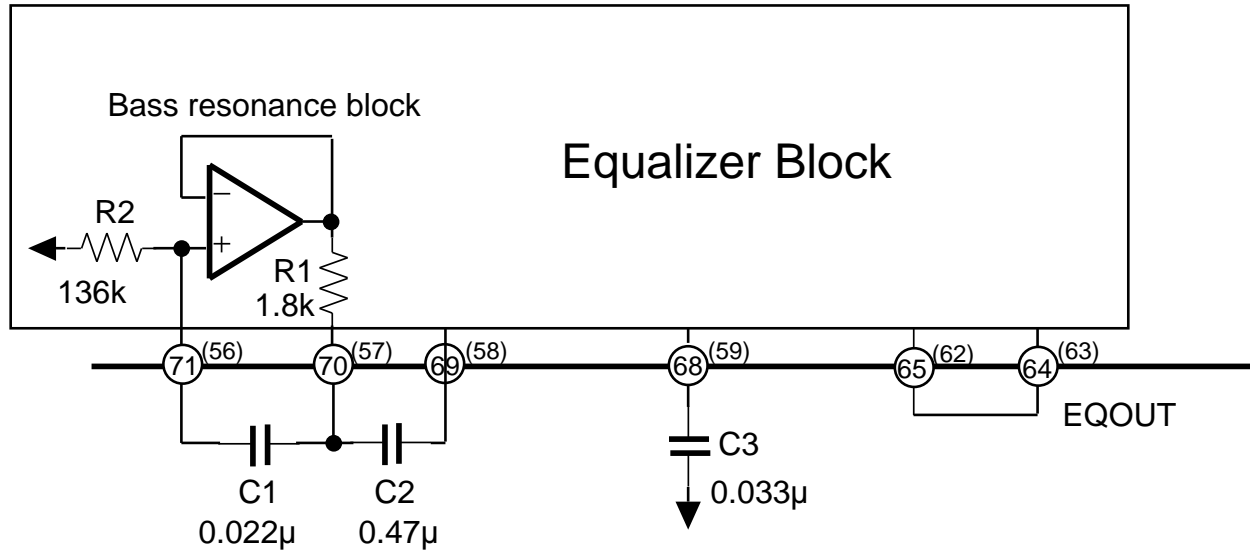 Bass resonance block
Equalizer Block
−
+
R2
136k
R1
1.8k
71 (56)
70 (57)
69 (58)
68 (59)
65 (62)
64 (63)
EQOUT
C1
0.022µ
C2
0.47µ
C3
0.033µ